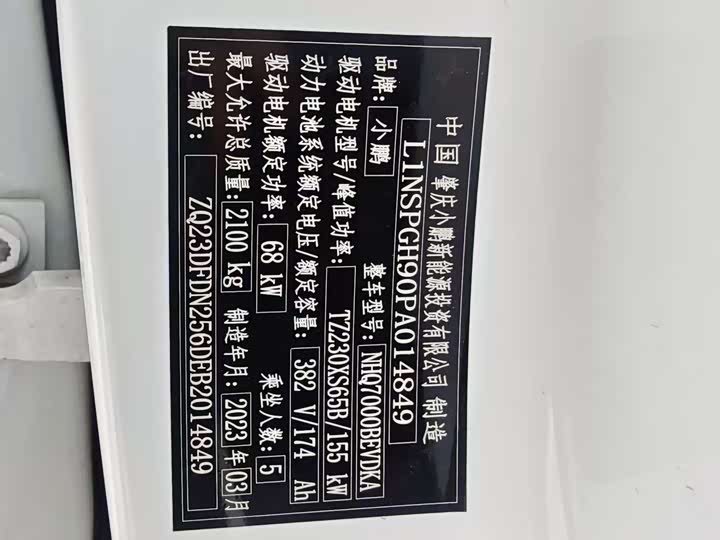 中国 肇庆小鹏新能源投资有限公司 制造
L1NSPGH90PA014849
品牌: 小鹏 整车型号: NHQ7000BEVDKA
驱动电机型号/峰值功率: TZ230XS65B/155 kW
动力电池系统额定电压/额定容量: 382 V/174 Ah
驱动电机额定功率: 68 kW 乘坐人数: 5
最大允许总质量: 2100 kg 制造年月: 2023 年 03 月
出厂编号: ZQ23DFDN256DEB2014849